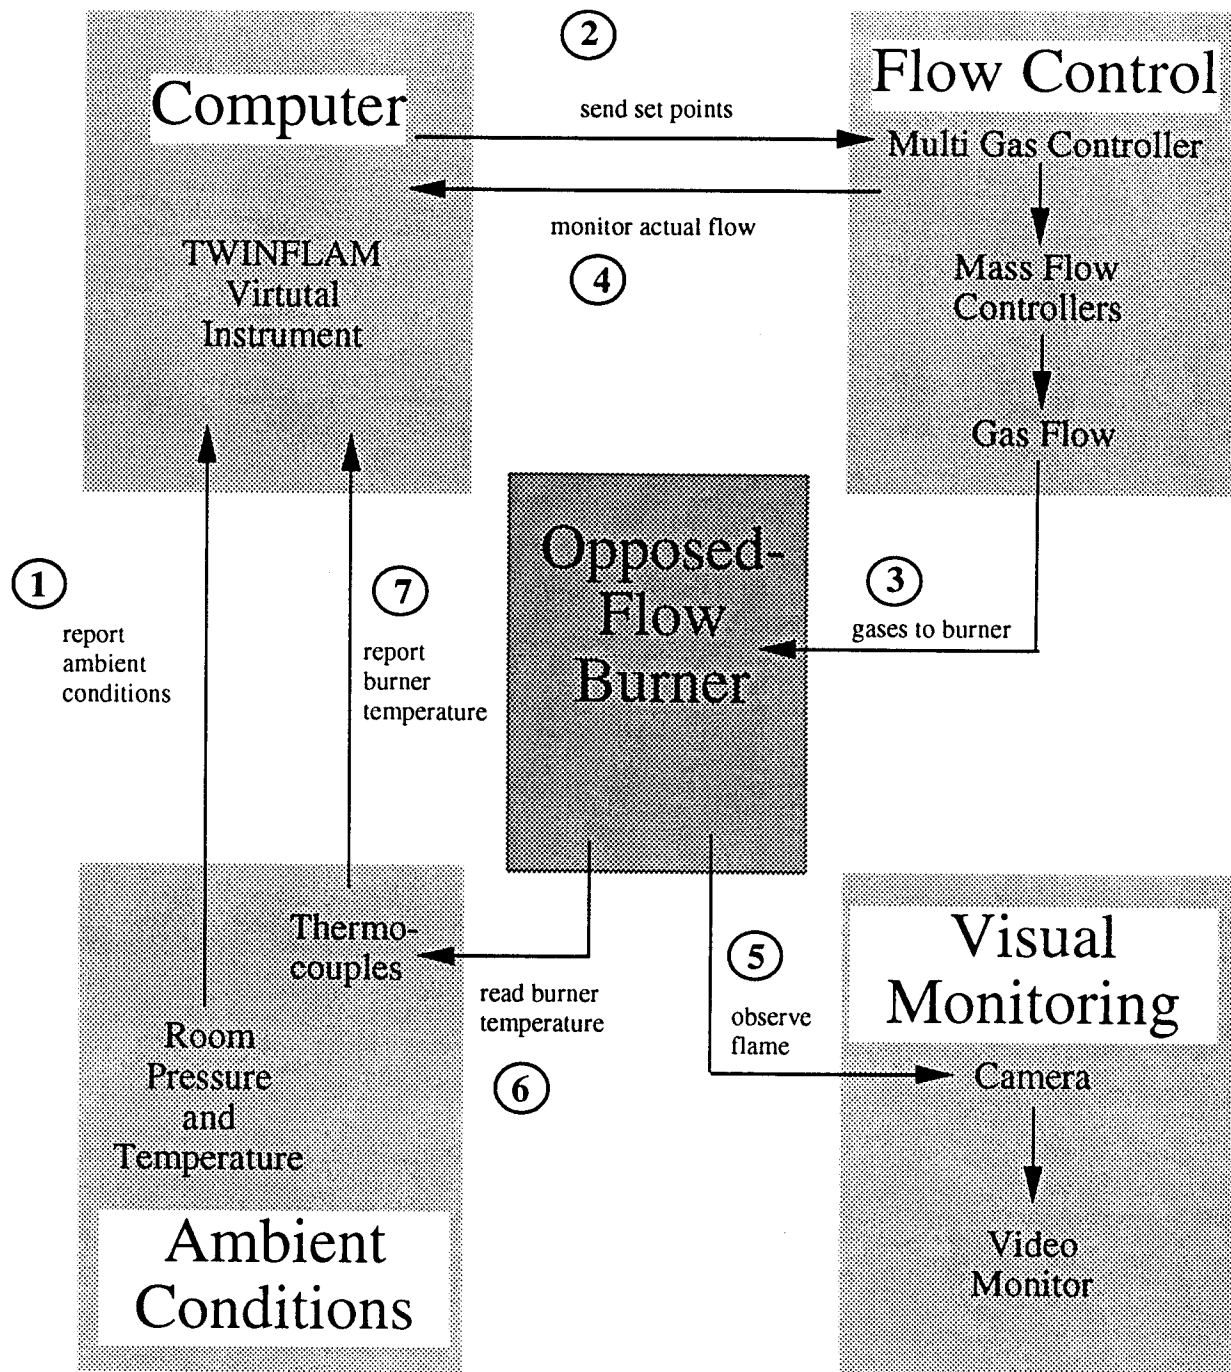 Computer
TWINFLAM
Virtutal
Instrument
2
send set points
monitor actual flow
4
Flow Control
Multi Gas Controller
Mass Flow
Controllers
Gas Flow
1
report
ambient
conditions
7
report
burner
temperature
Opposed-
Flow
Burner
3
gases to burner
Thermo-
couples
read burner
temperature
6
5
observe
flame
Room
Pressure
and
Temperature
Ambient
Conditions
Visual
Monitoring
Camera
Video
Monitor